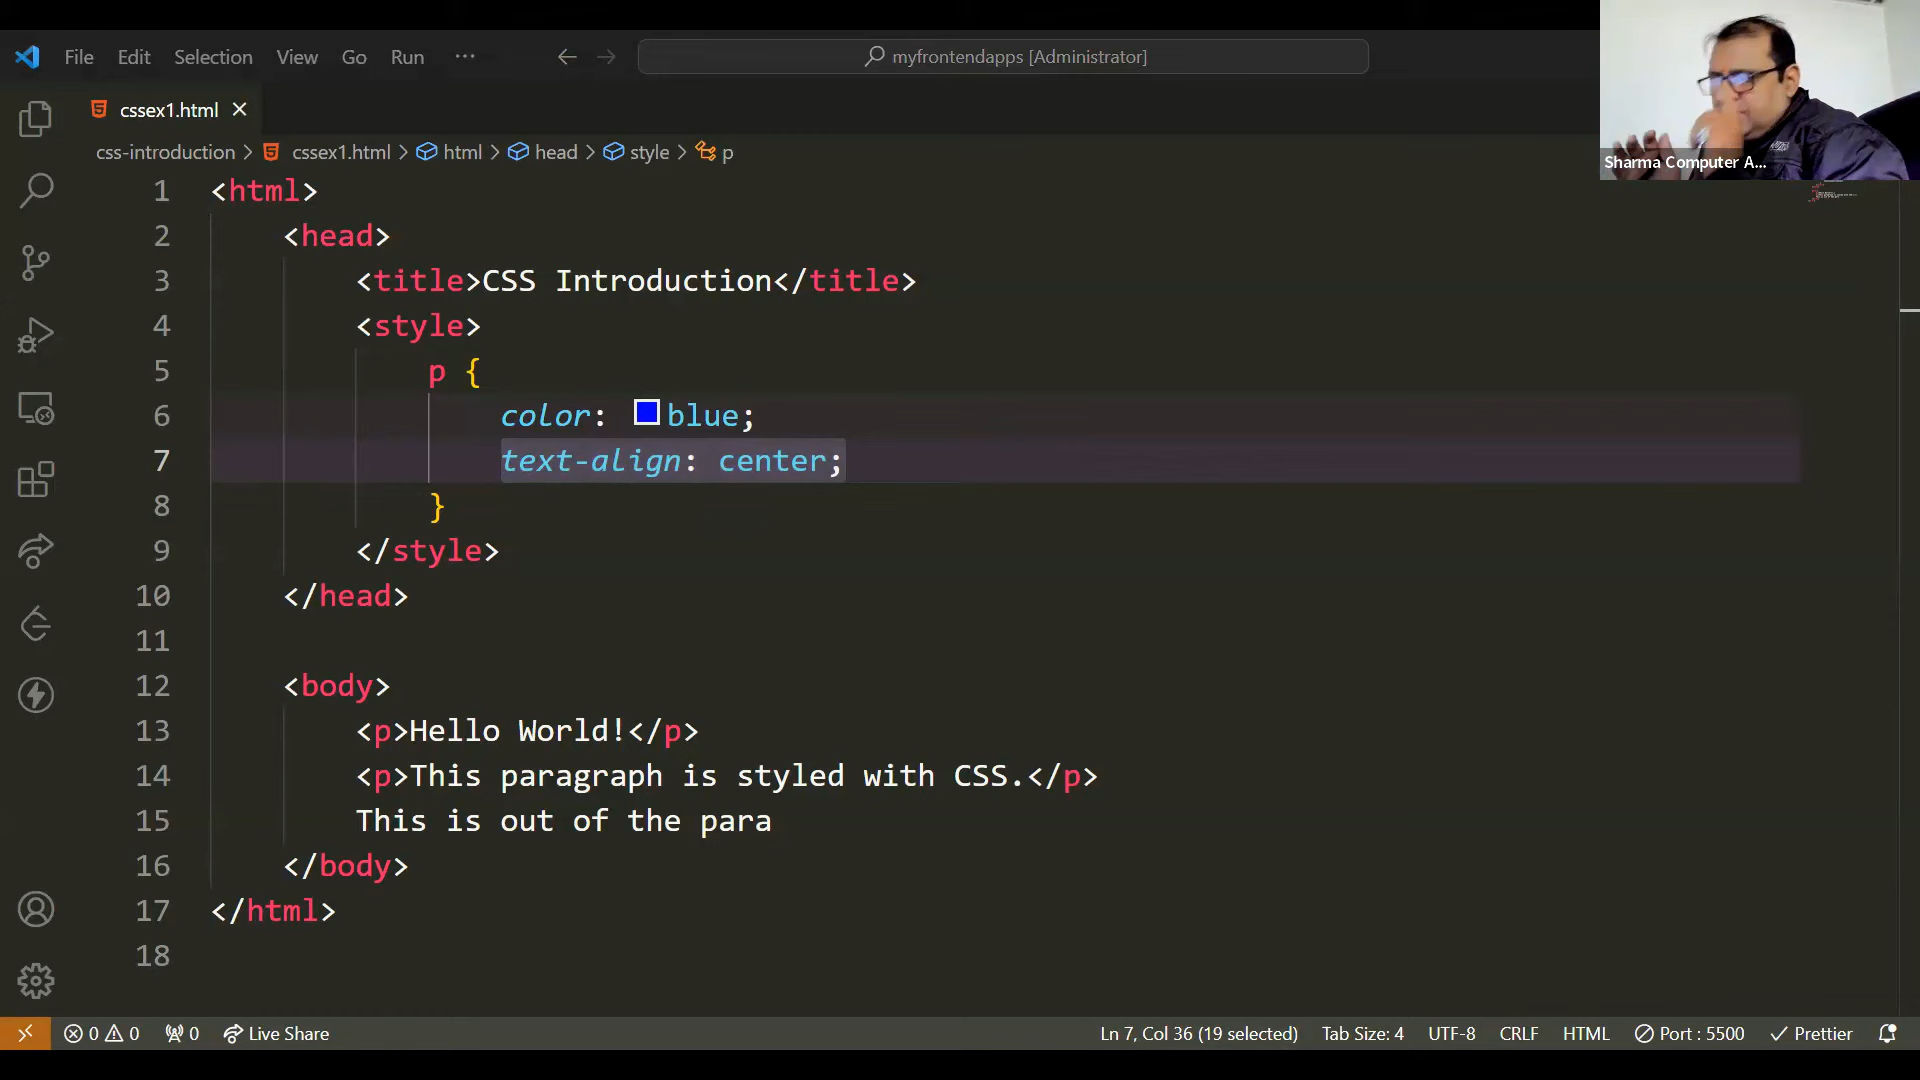 File Edit Selection View Go Run ··· myfrontendapps [Administrator]
Sharma Computer A...
cssex1.html
css-introduction > cssex1.html > html > head > style > p
1 <html>
2 <head>
3 <title>CSS Introduction</title>
4 <style>
5 p {
6 color: blue;
7 text-align: center;
8 }
9 </style>
10 </head>
11
12 <body>
13 <p>Hello World!</p>
14 <p>This paragraph is styled with CSS.</p>
15 This is out of the para
16 </body>
17 </html>
18
0 0 0 Live Share Ln 7, Col 36 (19 selected) Tab Size: 4 UTF-8 CRLF HTML Port : 5500 Prettier